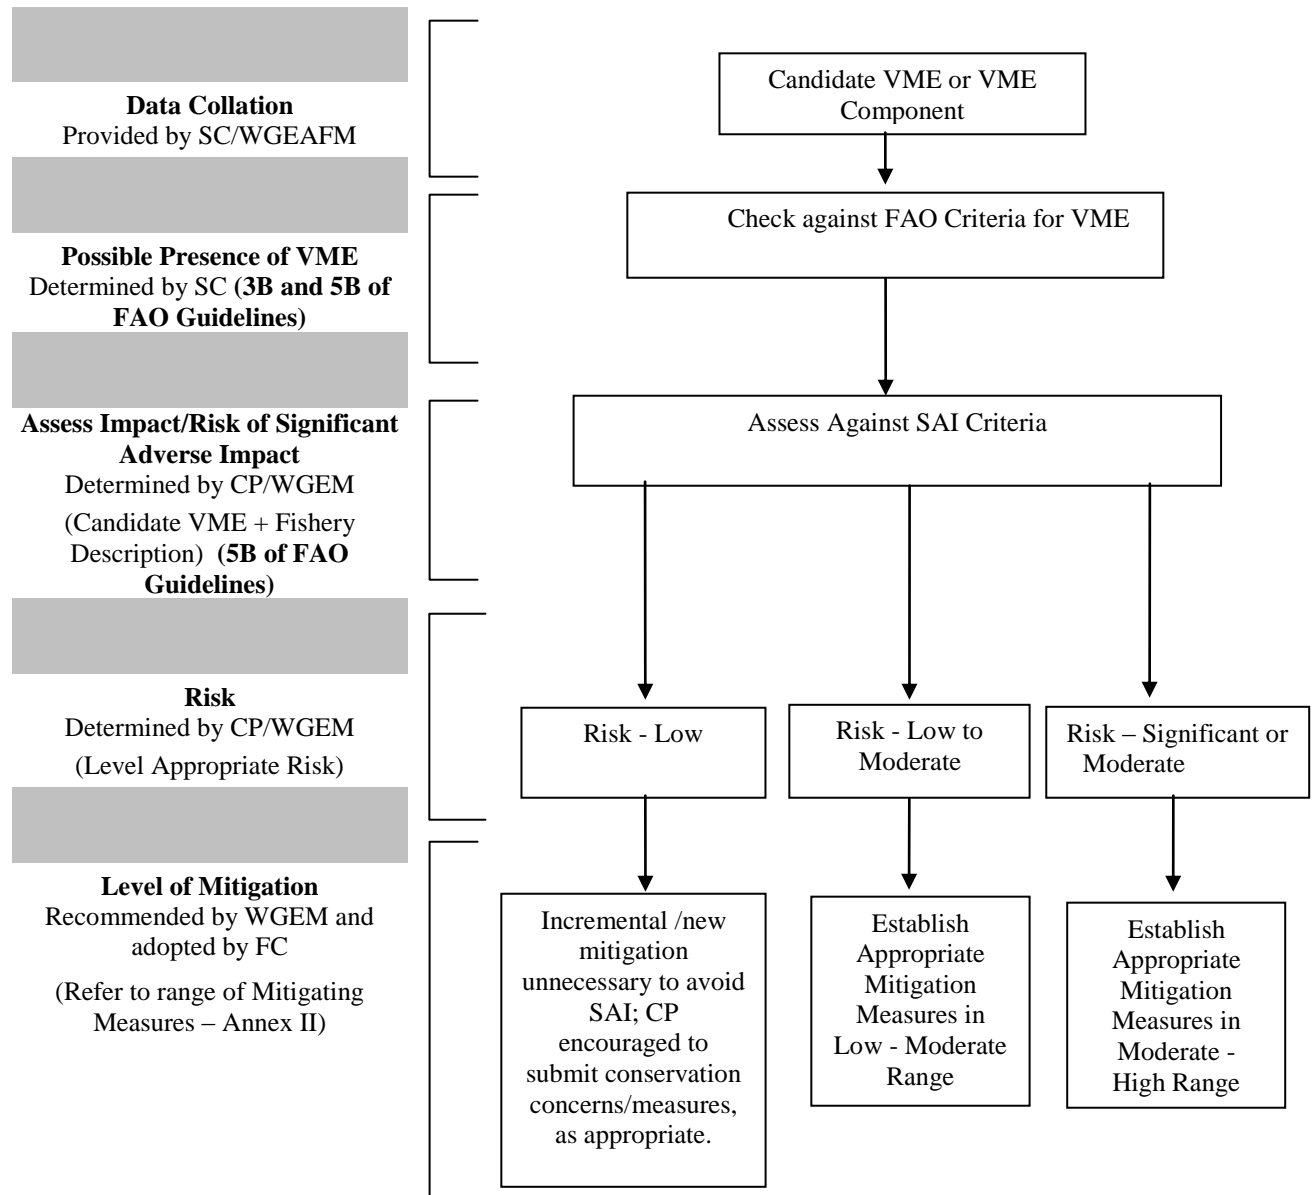 Data Collation
Provided by SC/WGEAFM
Candidate VME or VME
Component
Possible Presence of VME
Determined by SC (3B and 5B of
FAO Guidelines)
Check against FAO Criteria for VME
Assess Impact/Risk of Significant
Adverse Impact
Determined by CP/WGEM
(Candidate VME + Fishery
Description) (5B of FAO
Guidelines)
Assess Against SAI Criteria
Risk
Determined by CP/WGEM
(Level Appropriate Risk)
Risk - Low
Risk - Low to
Moderate
Risk – Significant or
Moderate
Level of Mitigation
Recommended by WGEM and
adopted by FC
(Refer to range of Mitigating
Measures – Annex II)
Incremental /new
mitigation
unnecessary to avoid
SAI; CP
encouraged to
submit conservation
concerns/measures,
as appropriate.
Establish
Appropriate
Mitigation
Measures in
Low - Moderate
Range
Establish
Appropriate
Mitigation
Measures in
Moderate -
High Range